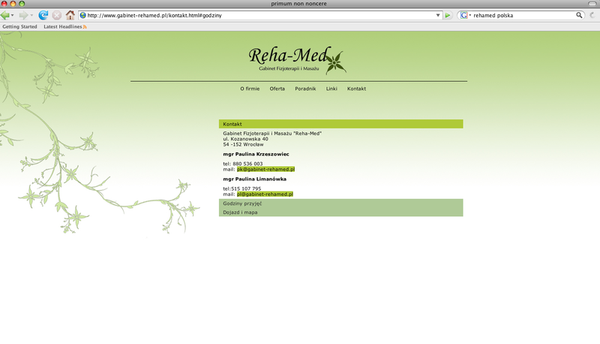 primum non noncere
http://www.gabinet-rehamed.pl/kontakt.html#godziny
rehamed polska
Getting Started
Latest Headlines
Reha-Med
Gabinet Fizjoterapii i Masażu
O firmie
Oferta
Poradnik
Linki
Kontakt
Kontakt
Gabinet Fizjoterapii i Masażu "Reha-Med"
ul. Kozanowska 40
54 -152 Wrocław
mgr Paulina Krzeszowiec
tel: 880 536 003
mail: pk@gabinet-rehamed.pl
mgr Paulina Limanówka
tel:515 107 795
mail: pl@gabinet-rehamed.pl
Godziny przyjęć
Dojazd i mapa